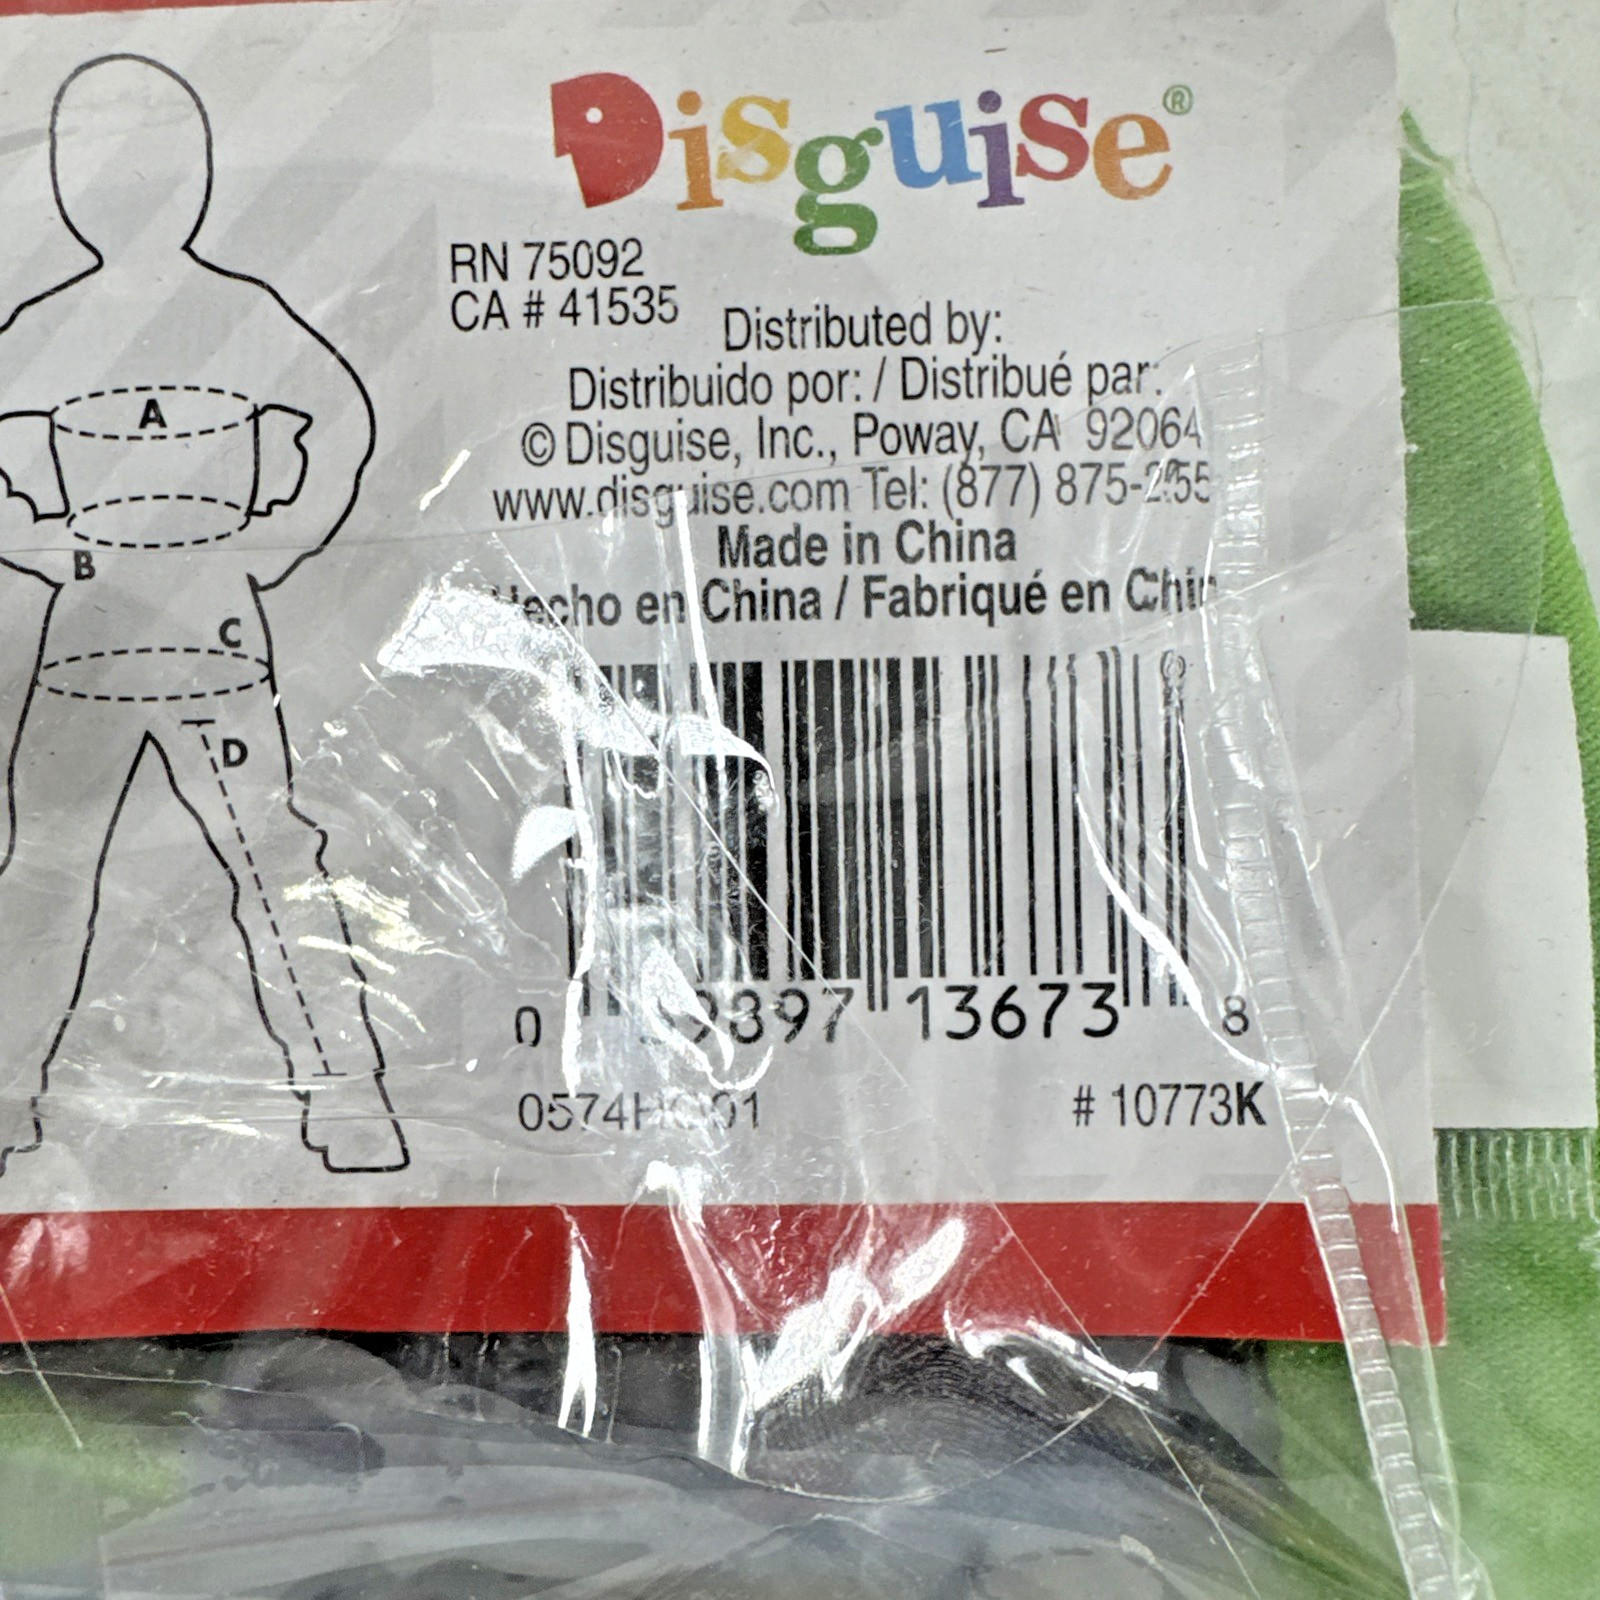 Disguise®
RN 75092
CA # 41535
Distributed by:
Distribuido por: / Distribué par:
© Disguise, Inc., Poway, CA 92064
www.disguise.com Tel: (877)
Made in China
en China / Fabriqué en
A
B
C
D
0 13673 8
# 10773K